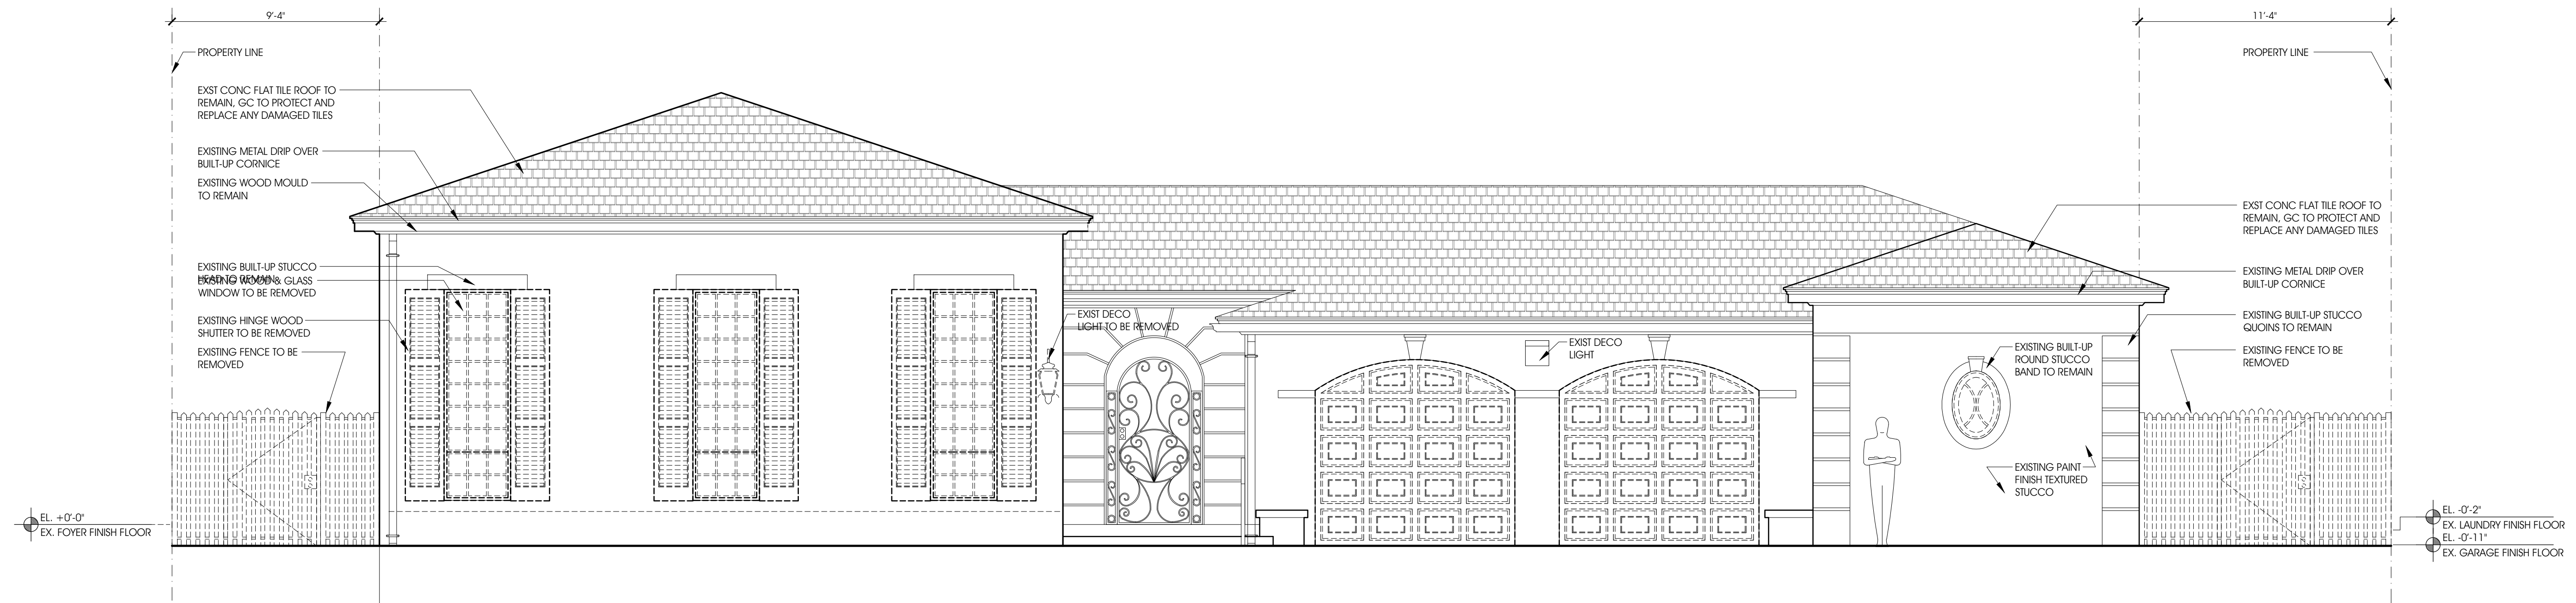 9'-4"
11'-4"
PROPERTY LINE
PROPERTY LINE
EXST CONC FLAT TILE ROOF TO
REMAIN, GC TO PROTECT AND
REPLACE ANY DAMAGED TILES
EXISTING METAL DRIP OVER
BUILT-UP CORNICE
EXISTING WOOD MOULD
TO REMAIN
EXISTING BUILT-UP STUCCO
HEAD TO REMAIN
EXISTING WOOD & GLASS
WINDOW TO BE REMOVED
EXISTING HINGE WOOD
SHUTTER TO BE REMOVED
EXISTING FENCE TO BE
REMOVED
EL. +0'-0"
EX. FOYER FINISH FLOOR
EXIST DECO
LIGHT TO BE REMOVED
EXIST DECO
LIGHT
EXISTING BUILT-UP
ROUND STUCCO
BAND TO REMAIN
EXISTING PAINT
FINISH TEXTURED
STUCCO
EXST CONC FLAT TILE ROOF TO
REMAIN, GC TO PROTECT AND
REPLACE ANY DAMAGED TILES
EXISTING METAL DRIP OVER
BUILT-UP CORNICE
EXISTING BUILT-UP STUCCO
QUOINS TO REMAIN
EXISTING FENCE TO BE
REMOVED
EL. -0'-2"
EX. LAUNDRY FINISH FLOOR
EL. -0'-11"
EX. GARAGE FINISH FLOOR